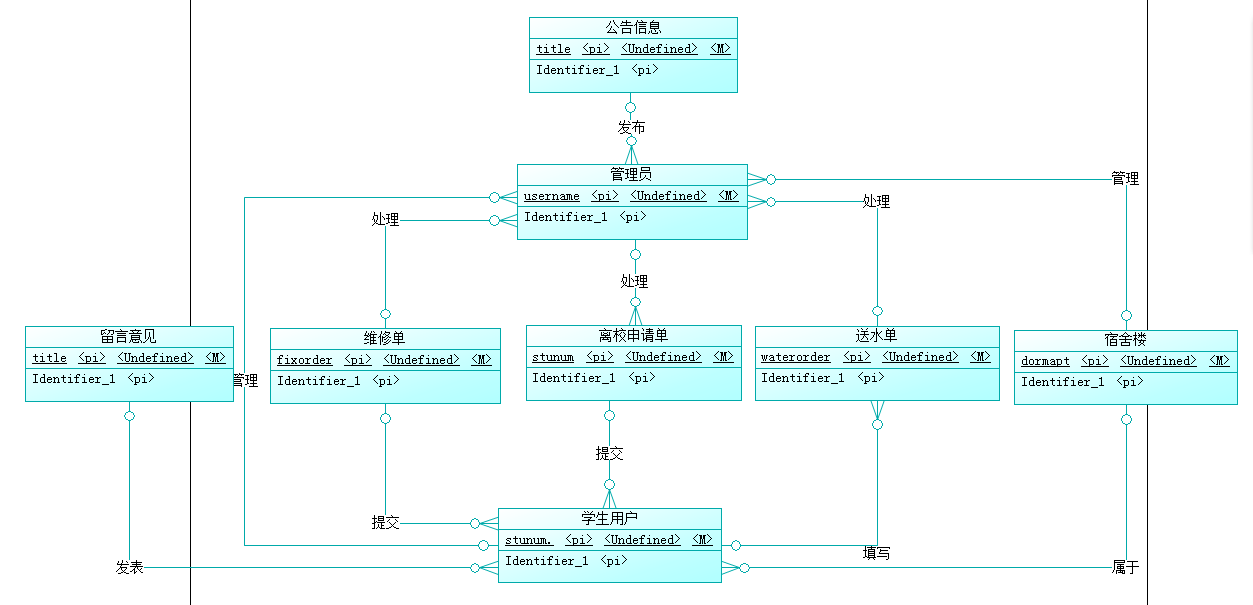 公告信息
title <pi> <Undefined> <M>
Identifier_1 <pi>
发布
管理员
username <pi> <Undefined> <M>
Identifier_1 <pi>
管理
处理
处理
处理
留言意见
title <pi> <Undefined> <M>
Identifier_1 <pi>
管理
维修单
fixorder <pi> <Undefined> <M>
Identifier_1 <pi>
离校申请单
stunum <pi> <Undefined> <M>
Identifier_1 <pi>
送水单
waterorder <pi> <Undefined> <M>
Identifier_1 <pi>
宿舍楼
dormapt <pi> <Undefined> <M>
Identifier_1 <pi>
提交
提交
学生用户
stunum. <pi> <Undefined> <M>
Identifier_1 <pi>
填写
发表
属于